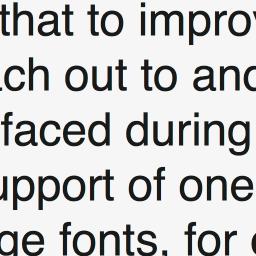 that to improv
ch out to and
faced during
upport of one
ge fonts, for